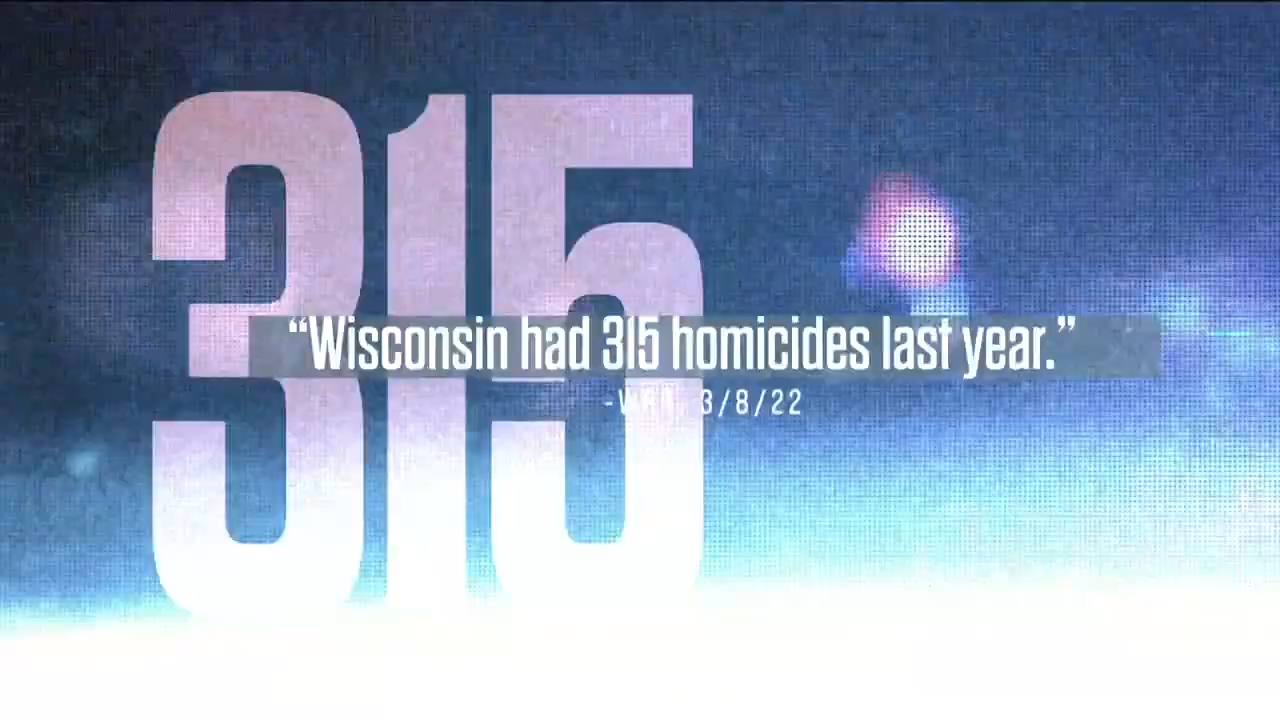 315
“Wisconsin had 315 homicides last year.”
3/8/22